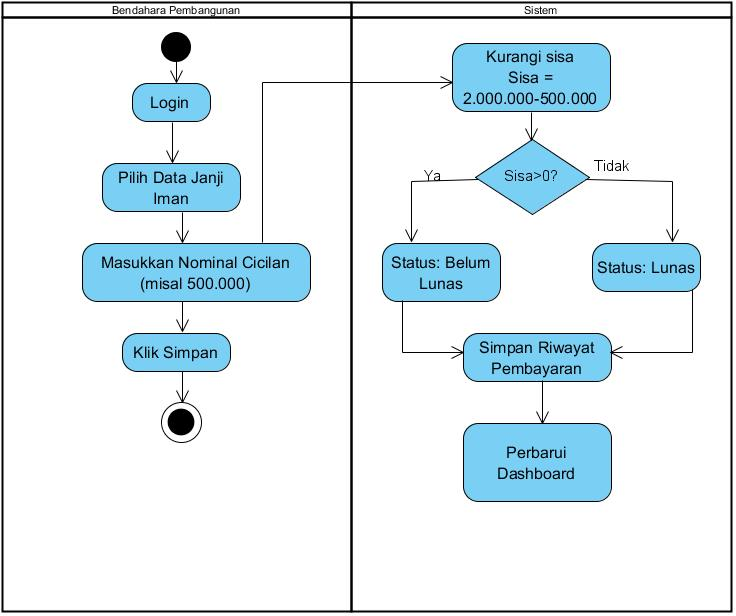 Bendahara Pembangunan
Sistem
Login
Pilih Data Janji
Iman
Masukkan Nominal Cicilan
(misal 500.000)
Klik Simpan
Kurangi sisa
Sisa =
2.000.000-500.000
Sisa>0?
Ya
Tidak
Status: Belum
Lunas
Status: Lunas
Simpan Riwayat
Pembayaran
Perbarui
Dashboard